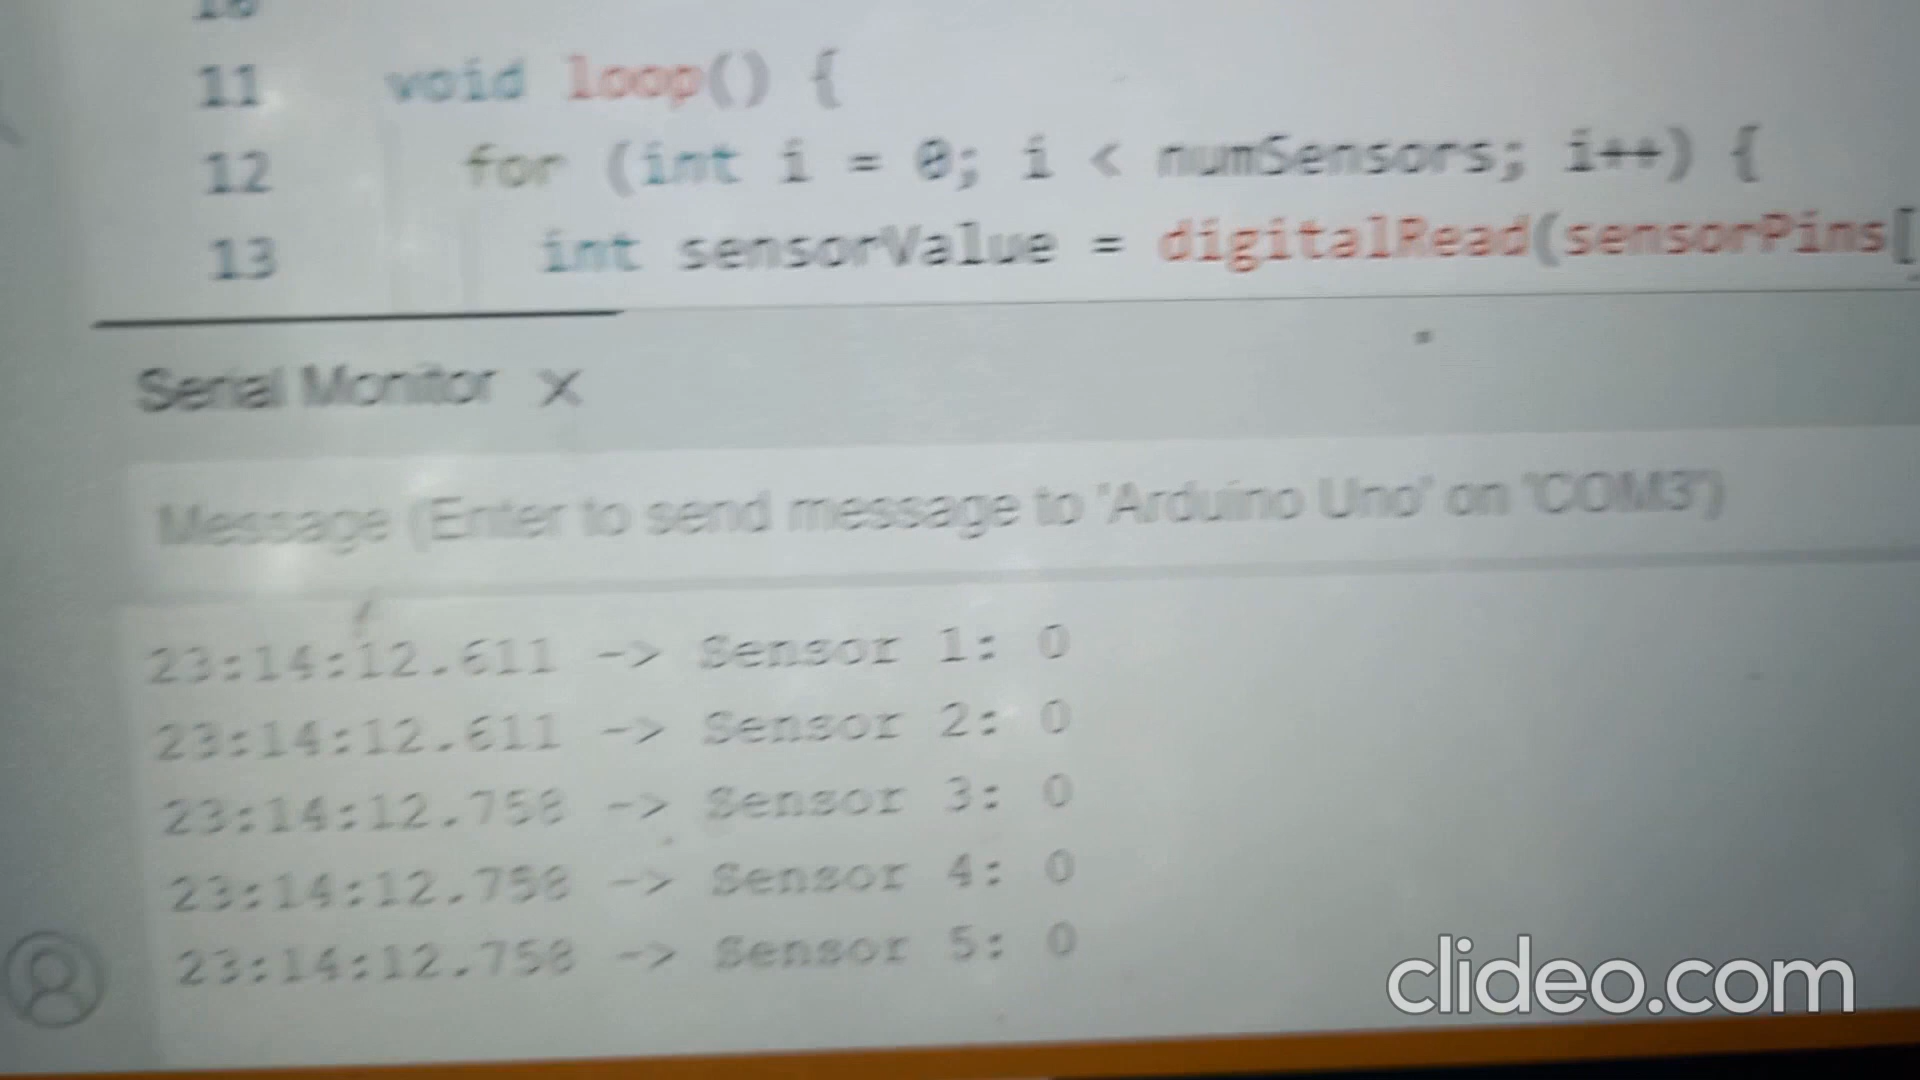 10
11 void loop() {
12 for (int i = 0; i < numSensors; i++) {
13 int sensorValue = digitalRead(sensorPins[
Serial Monitor X
Message (Enter to send message to 'Arduino Uno' on 'COM3')
23:14:12.611 -> Sensor 1: 0
23:14:12.611 -> Sensor 2: 0
23:14:12.758 -> Sensor 3: 0
23:14:12.758 -> Sensor 4: 0
23:14:12.758 -> Sensor 5: 0
clideo.com